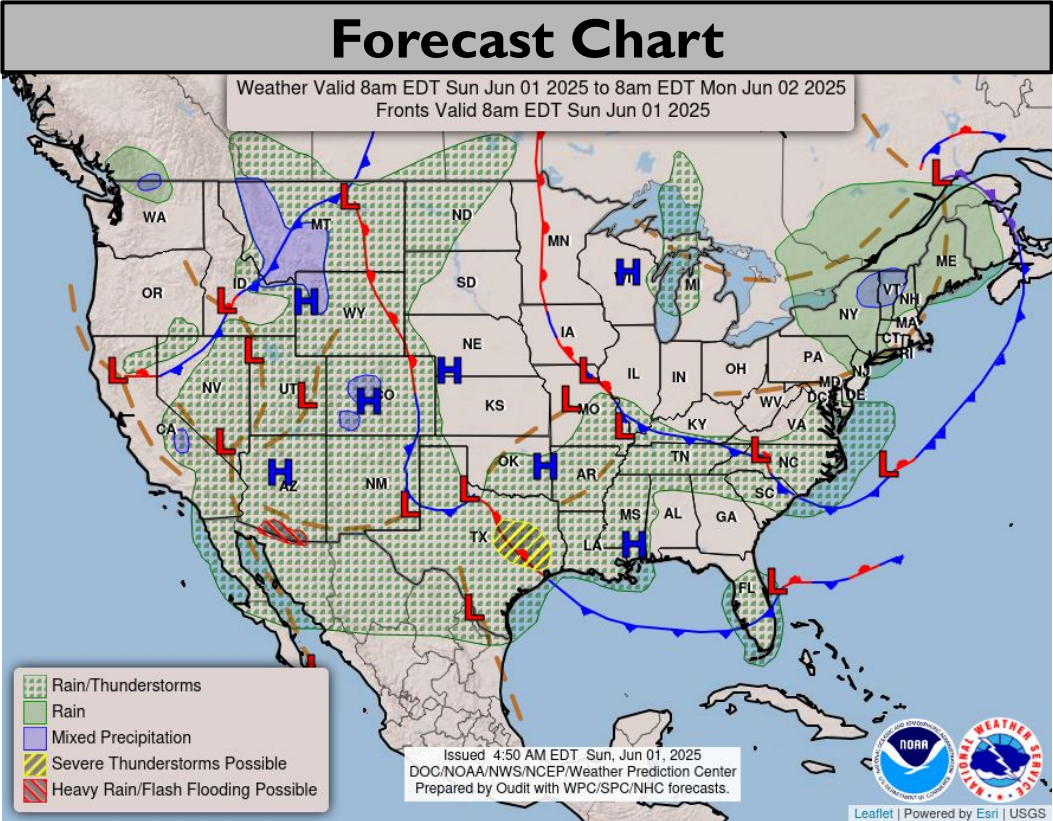 Forecast Chart
Weather Valid 8am EDT Sun Jun 01 2025 to 8am EDT Mon Jun 02 2025
Fronts Valid 8am EDT Sun Jun 01 2025
WA
MT
ND
MN
L
L
ME
OR
ID
L
H
WY
SD
H
MI
VT
NH
NY
MA
CT
RI
L
L
NV
UT
L
H
CO
NE
H
IA
L
IL
IN
OH
PA
NJ
MD
DE
DC
WV
VA
KS
L
MO
L
KY
CA
L
H
AZ
NM
L
OK
L
H
AR
TN
L
NC
L
SC
TX
L
LA
MS
H
AL
GA
FL
L
L
Rain/Thunderstorms
Rain
Mixed Precipitation
Severe Thunderstorms Possible
Heavy Rain/Flash Flooding Possible
Issued 4:50 AM EDT Sun, Jun 01, 2025
DOC/NOAA/NWS/NCEP/Weather Prediction Center
Prepared by Oudit with WPC/SPC/NHC forecasts.
NOAA
NATIONAL WEATHER SERVICE
Leaflet | Powered by Esri | USGS